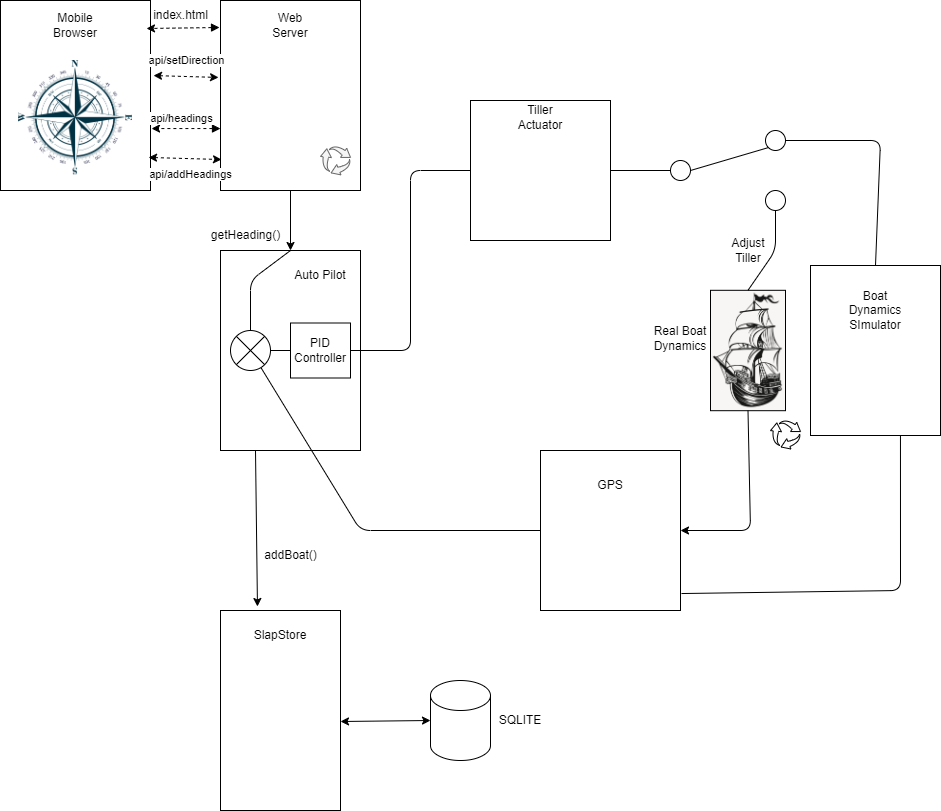 Mobile
Browser
index.html
Web
Server
api/setDirection
N
W
E
S
api/headings
api/addHeadings
Tiller
Actuator
getHeading()
Auto Pilot
PID
Controller
Adjust
Tiller
Real Boat
Dynamics
Boat
Dynamics
SImulator
GPS
addBoat()
SlapStore
SQLITE